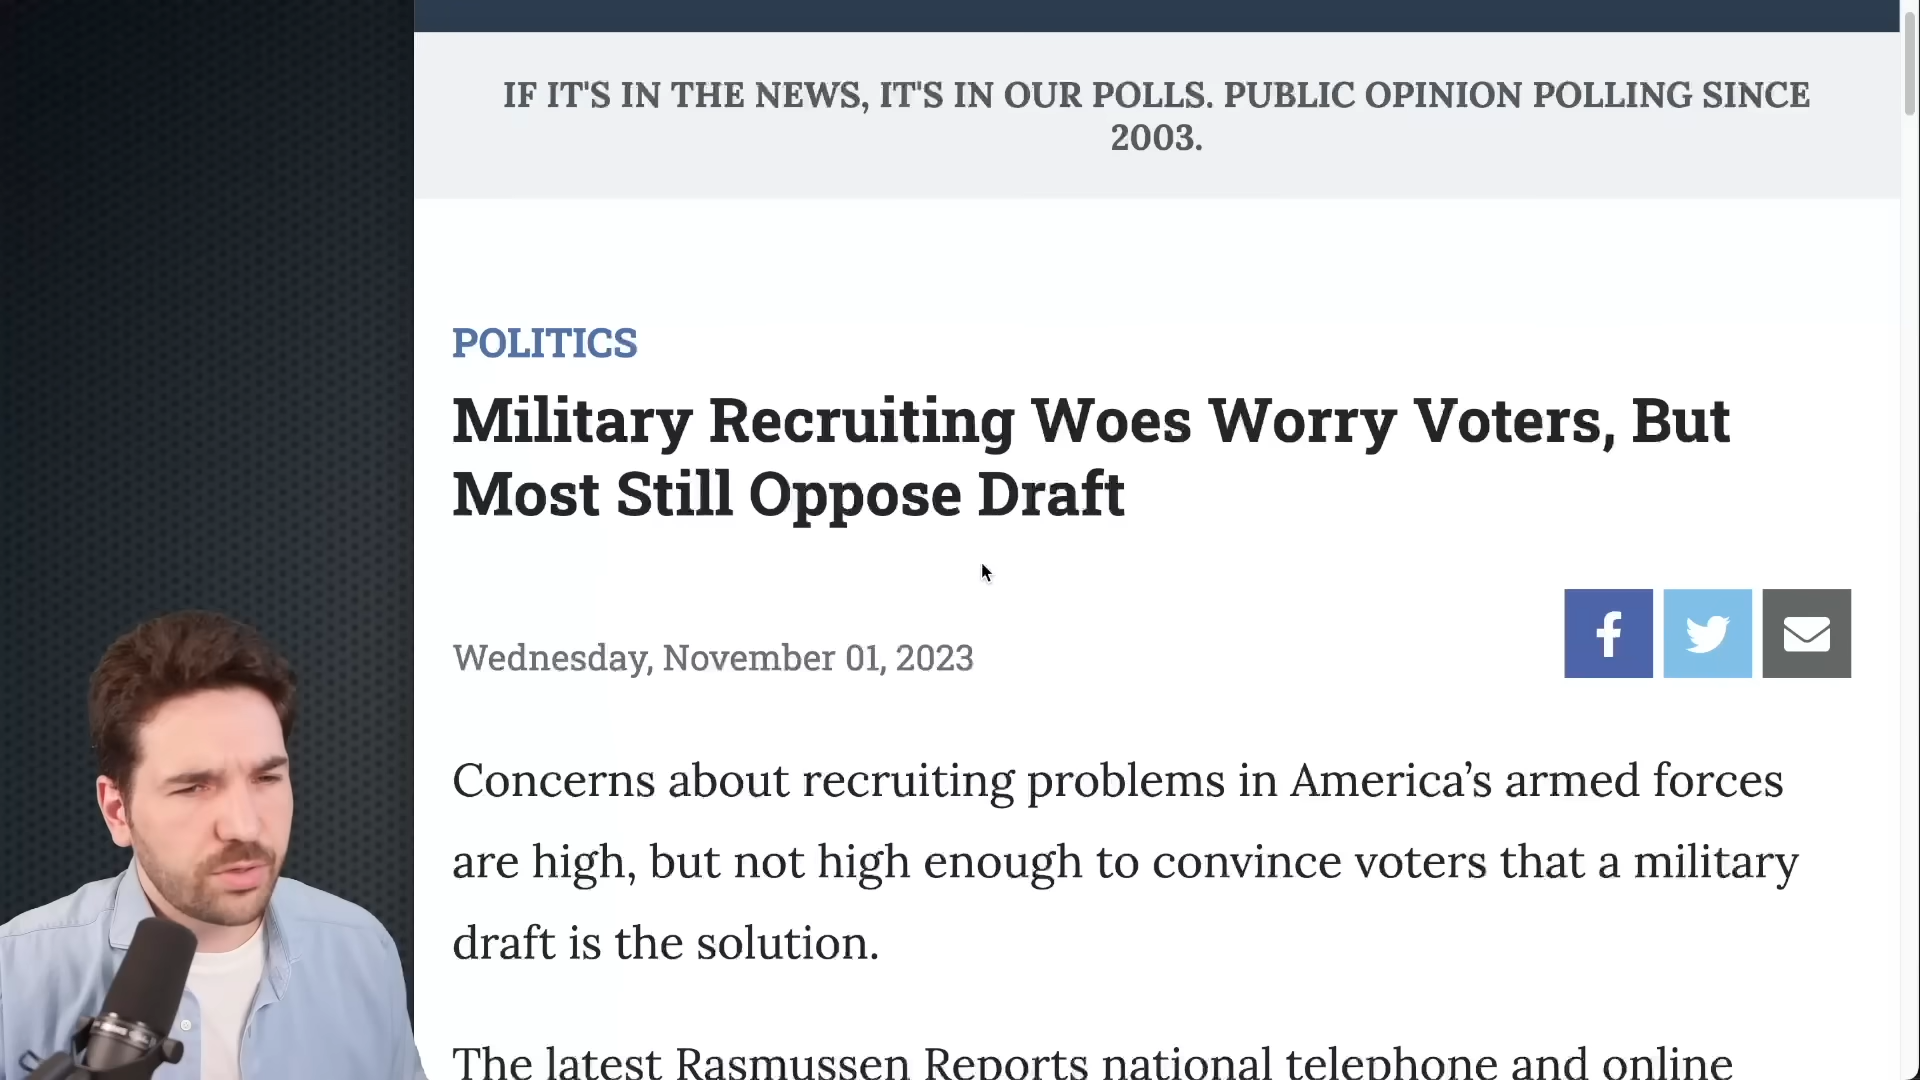 IF IT'S IN THE NEWS, IT'S IN OUR POLLS. PUBLIC OPINION POLLING SINCE
2003.
POLITICS
Military Recruiting Woes Worry Voters, But
Most Still Oppose Draft
Wednesday, November 01, 2023
Concerns about recruiting problems in America’s armed forces
are high, but not high enough to convince voters that a military
draft is the solution.
The latest Rasmussen Reports national telephone and online